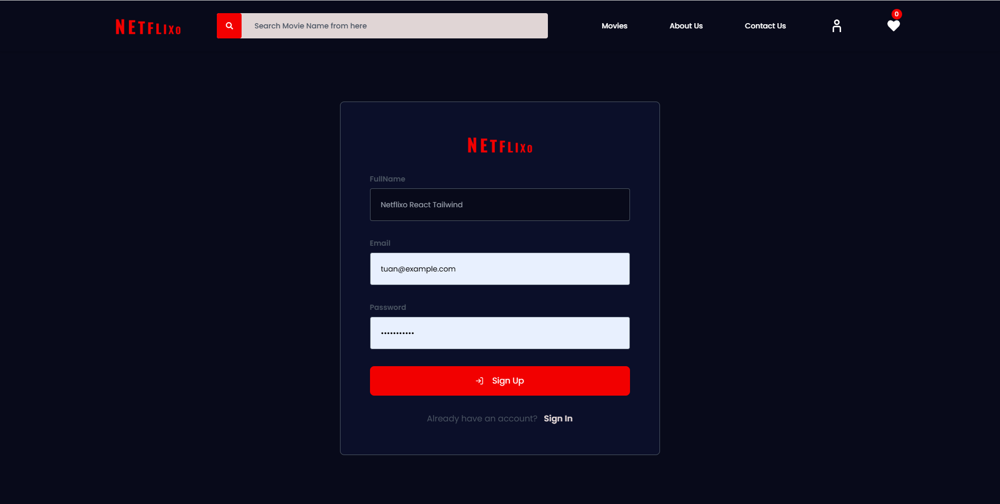 NETFLIXO
Search Movie Name from here
Movies
About Us
Contact Us
0
NETFLIXO
FullName
Netflixo React Tailwind
Email
tuan@example.com
Password
•••••••••••
Sign Up
Already have an account? Sign In